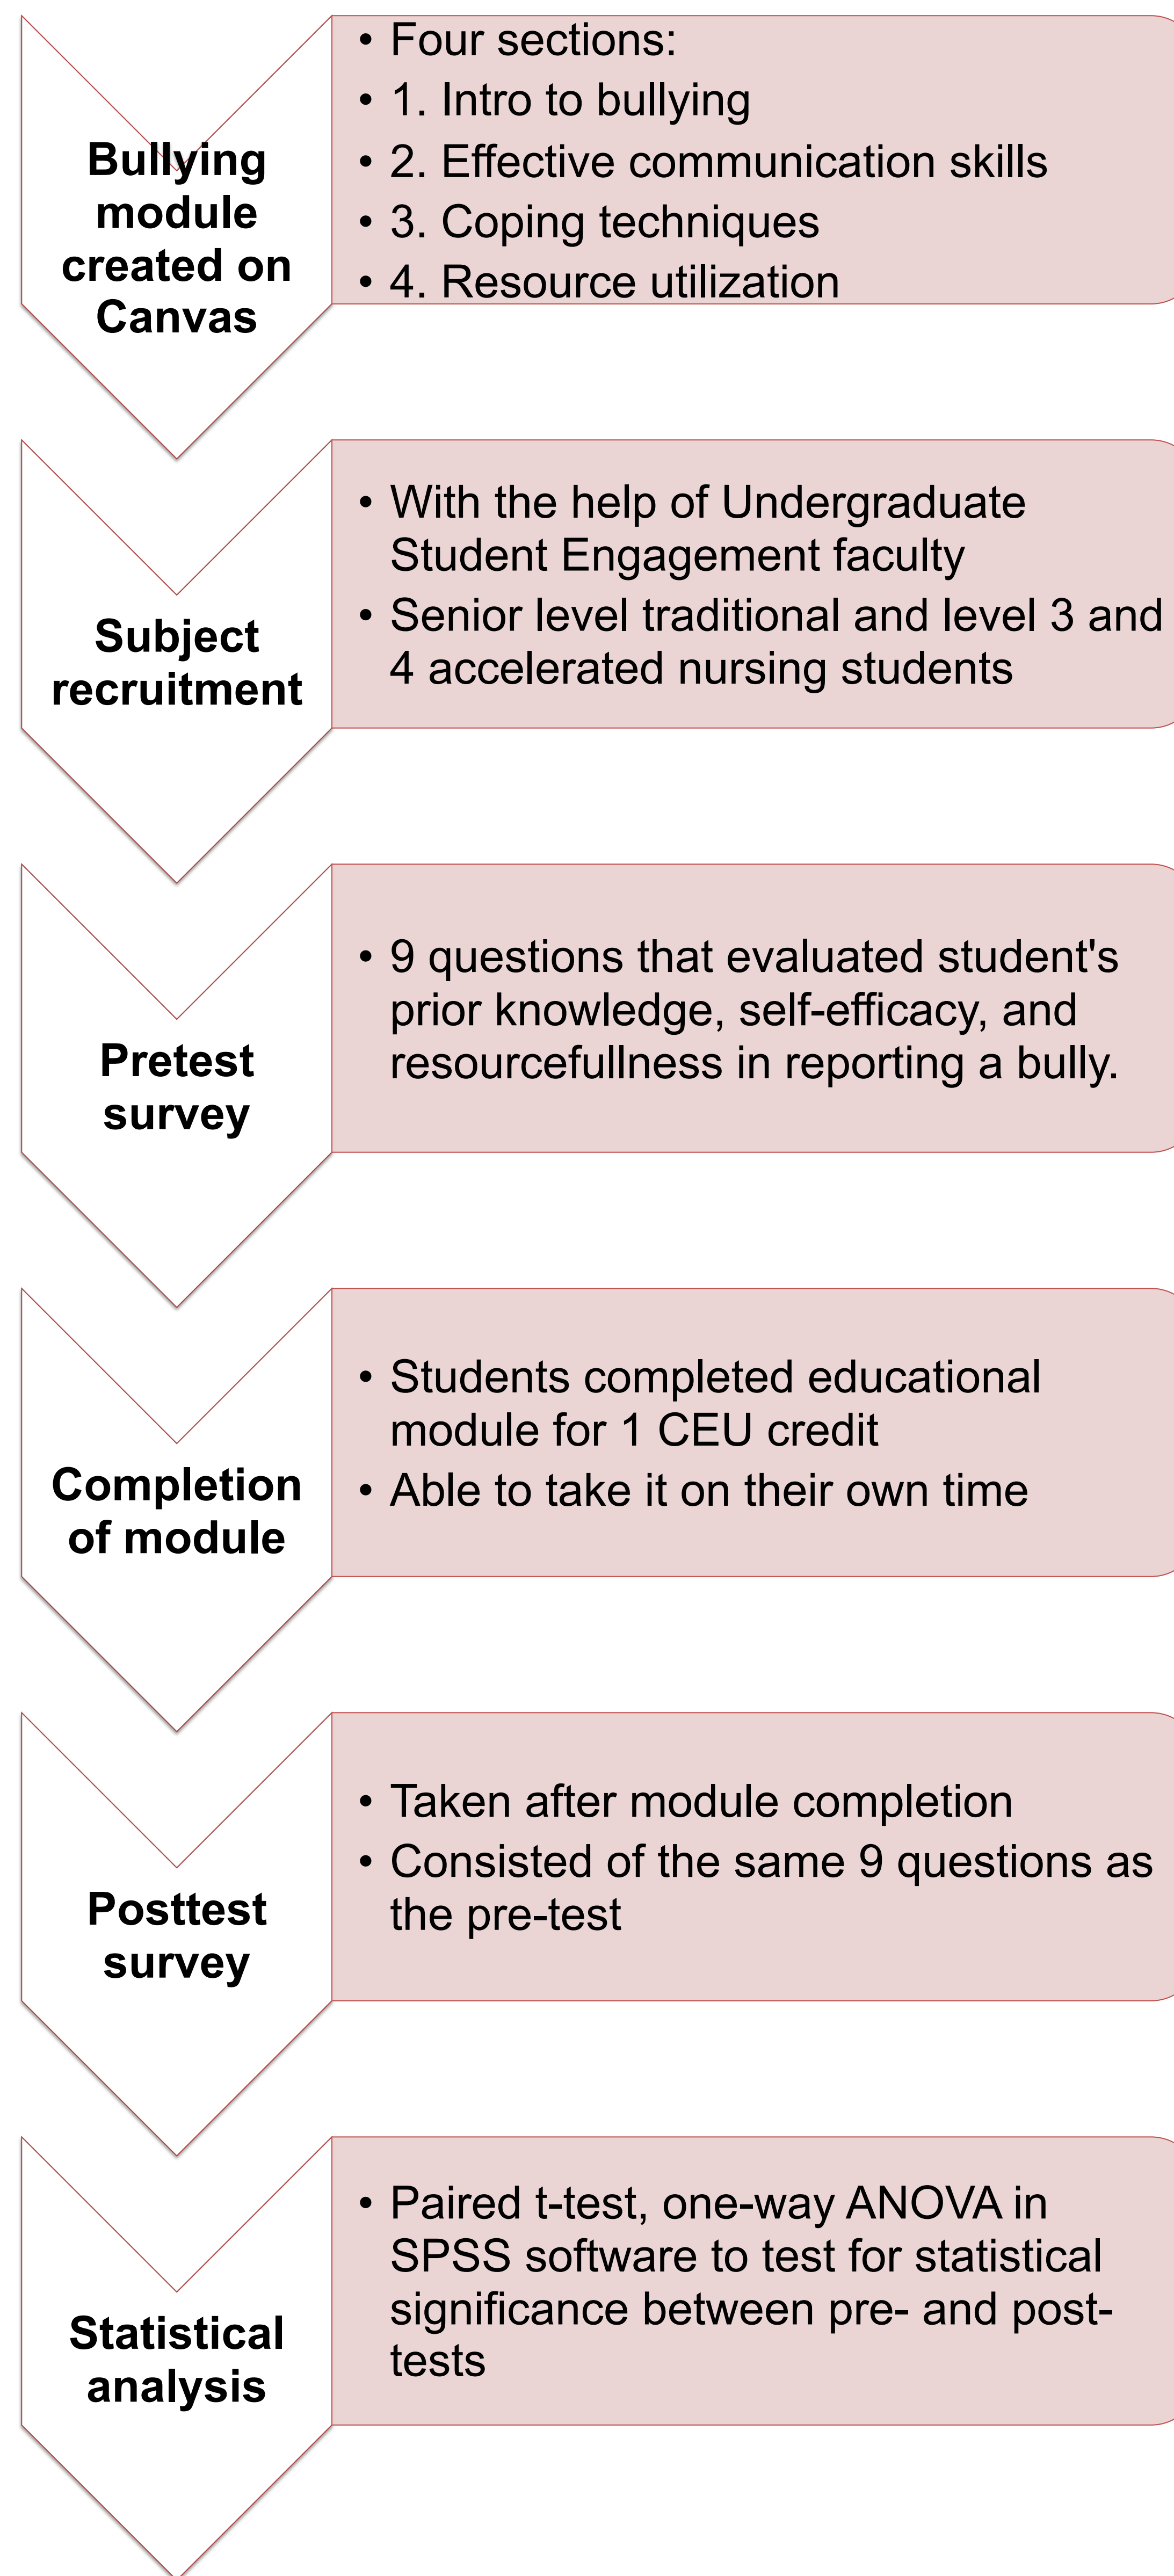 Bullying
module
created on
Canvas
• Four sections:
• 1. Intro to bullying
• 2. Effective communication skills
• 3. Coping techniques
• 4. Resource utilization
Subject
recruitment
• With the help of Undergraduate
Student Engagement faculty
• Senior level traditional and level 3 and
4 accelerated nursing students
Pretest
survey
• 9 questions that evaluated student's
prior knowledge, self-efficacy, and
resourcefullness in reporting a bully.
Completion
of module
• Students completed educational
module for 1 CEU credit
• Able to take it on their own time
Posttest
survey
• Taken after module completion
• Consisted of the same 9 questions as
the pre-test
Statistical
analysis
• Paired t-test, one-way ANOVA in
SPSS software to test for statistical
significance between pre- and post-
tests